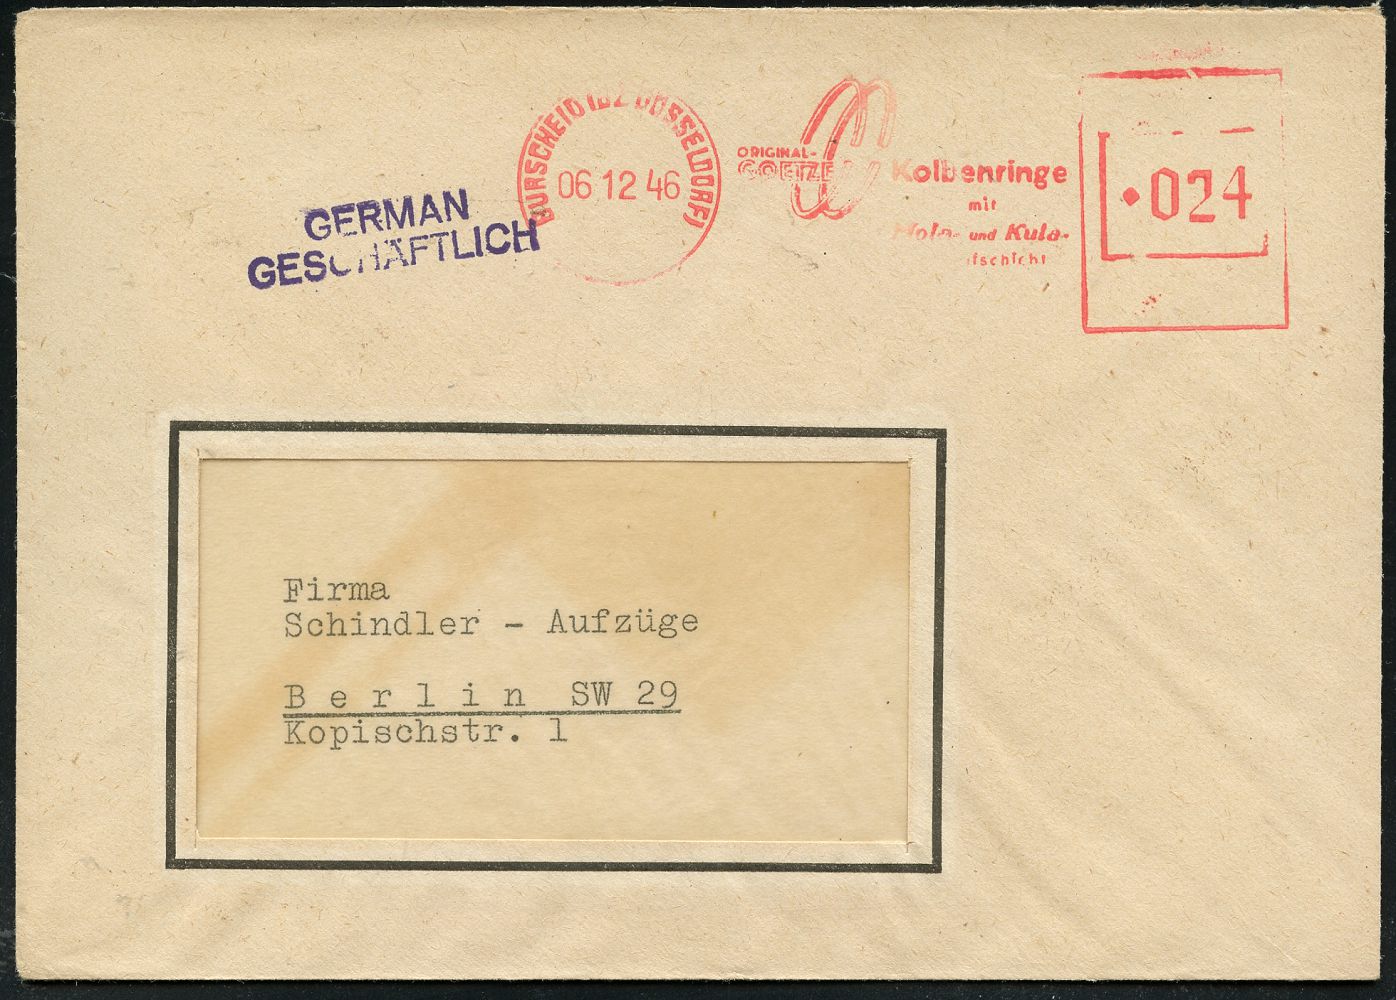 BURSCHEID (BZ DÜSSELDORF)
06 12 46
ORIGINAL-
GOETZE
Kolbenringe
mit
und Kula-
024
GERMAN
GESCHÄFTLICH
Firma
Schindler - Aufzüge
Berlin SW 29
Kopischstr. 1